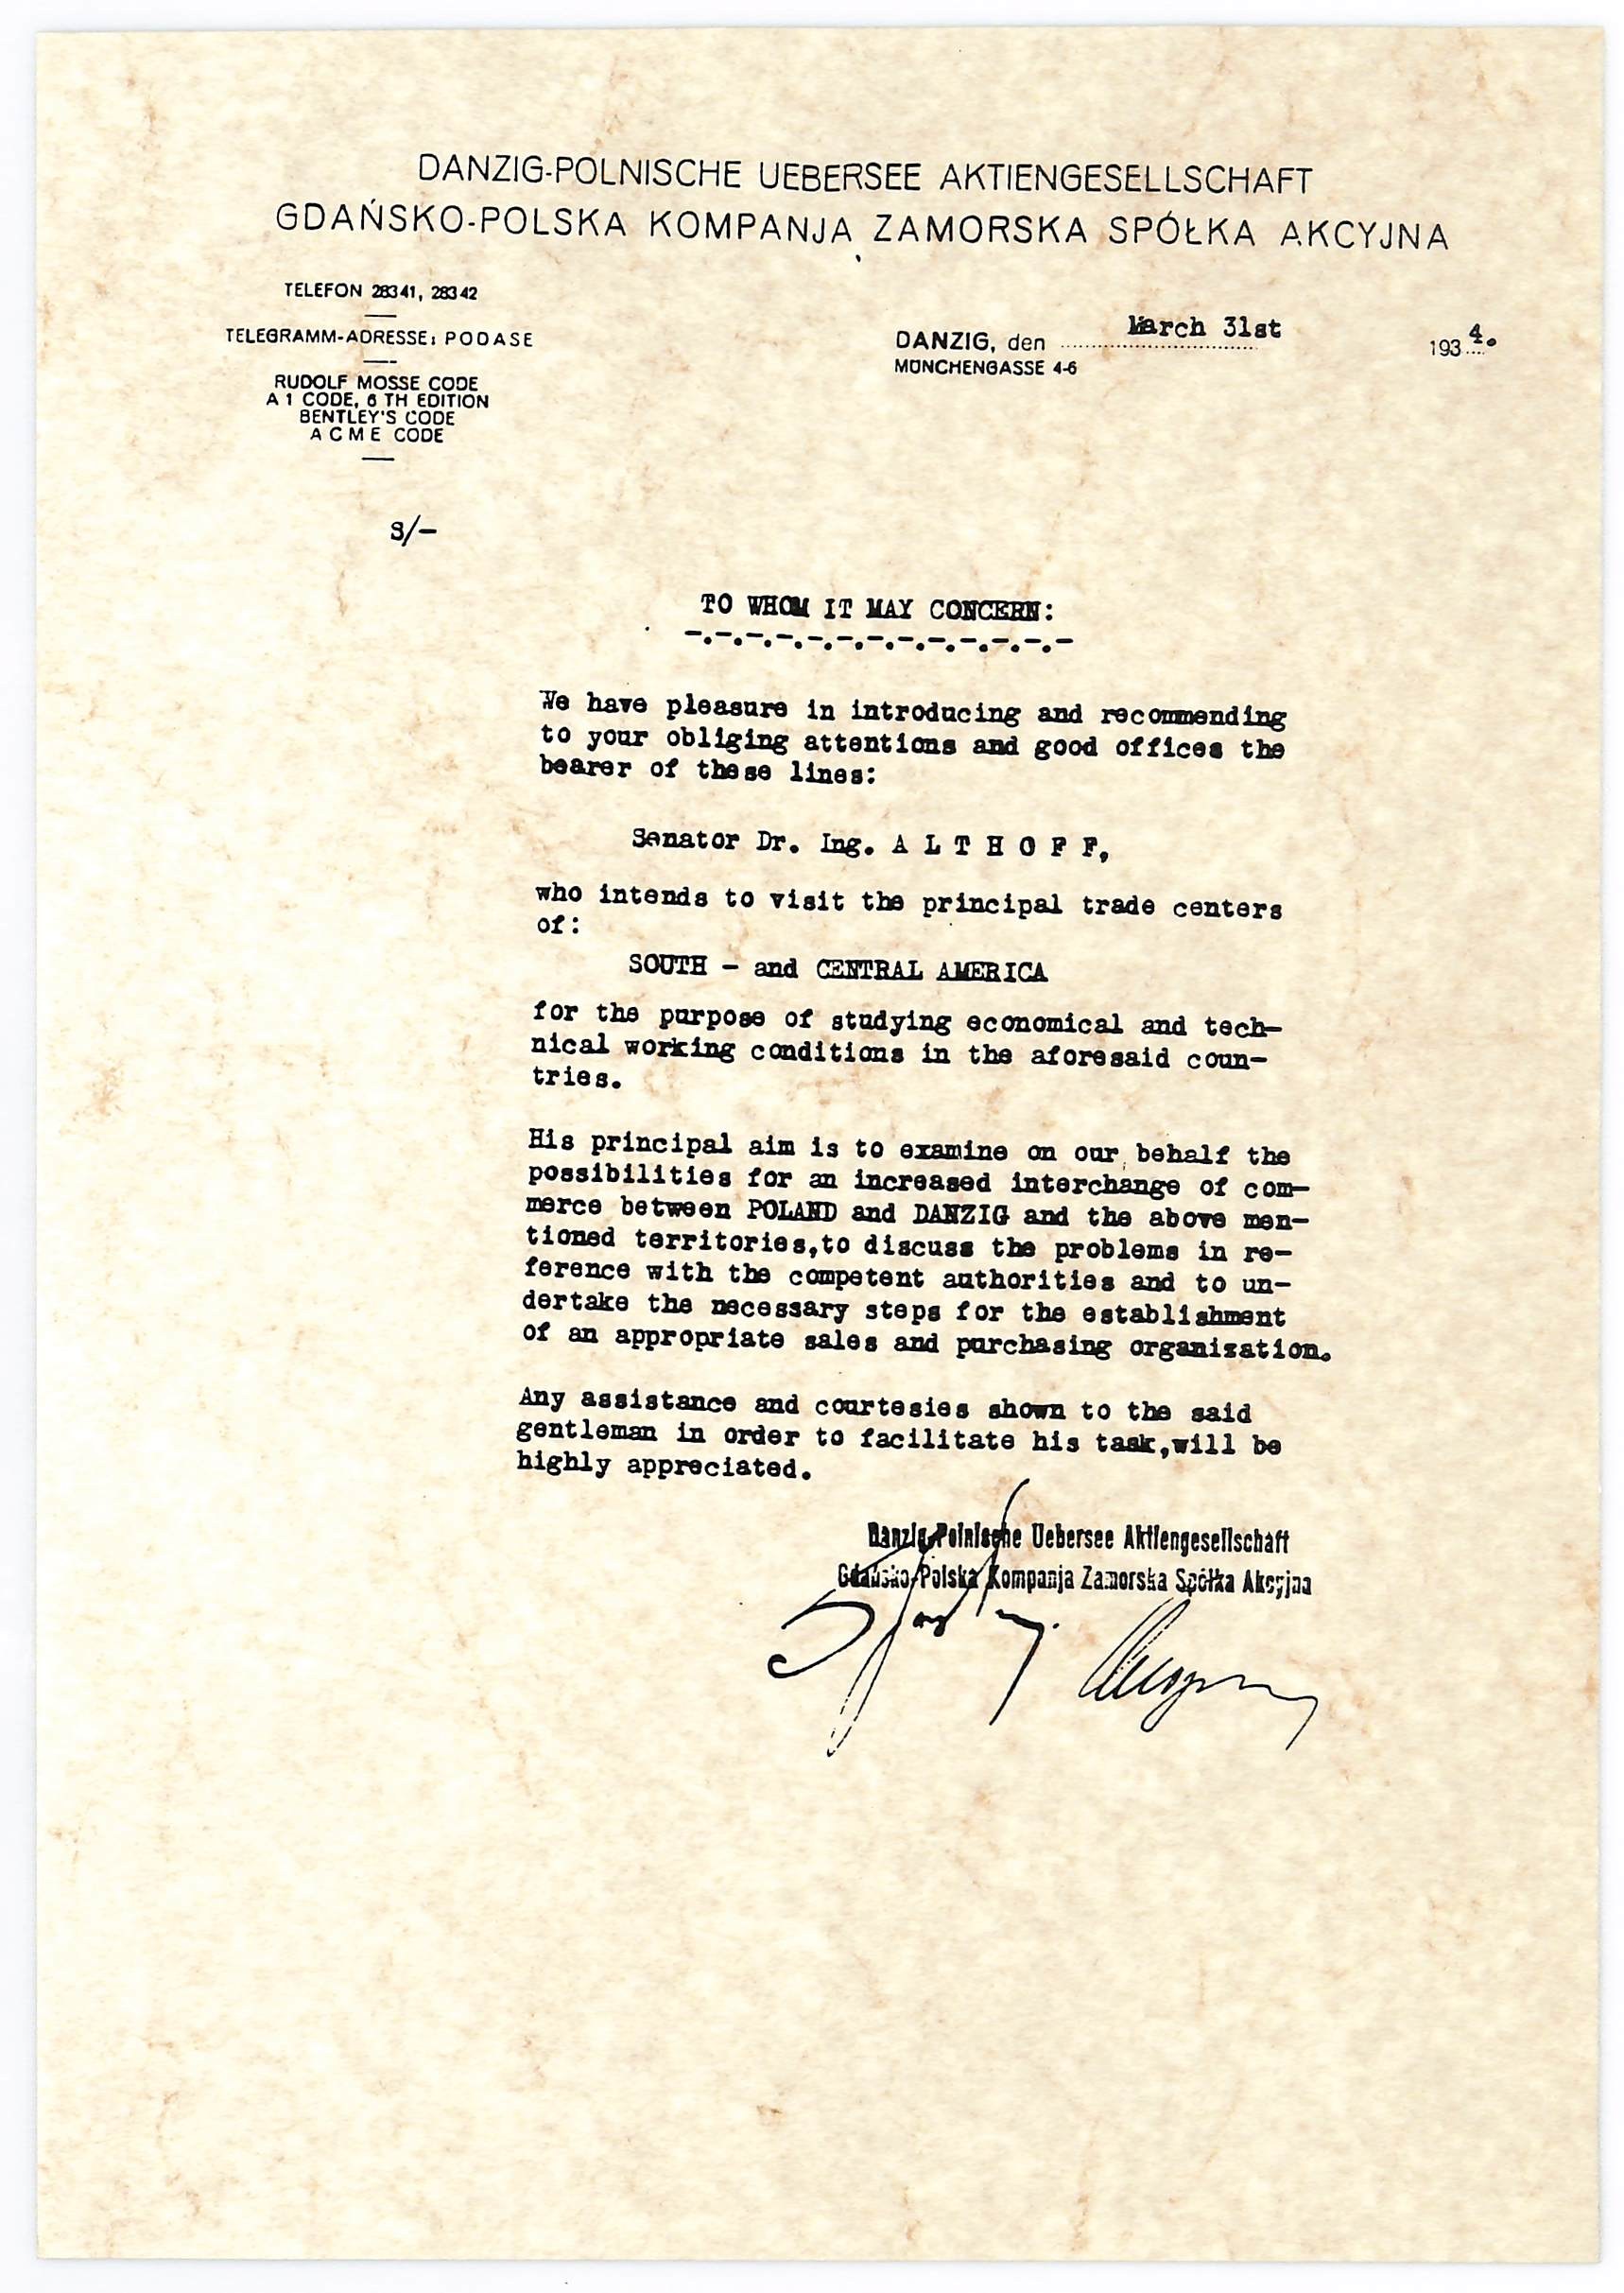 DANZIG-POLNISCHE UEBERSEE AKTIENGESELLSCHAFT
GDAŃSKO-POLSKA KOMPANJA ZAMORSKA SPÓŁKA AKCYJNA
TELEFON 28341, 28342
TELEGRAMM-ADRESSE: PODASE
RUDOLF MOSSE CODE
A 1 CODE, 6 TH EDITION
BENTLEY'S CODE
ACME CODE
DANZIG, den March 31st 1934.
MÜNCHENGASSE 4-6
S/-
TO WHOM IT MAY CONCERN:
-.-.-.-.-.-.-.-.-.-.-.-.-
We have pleasure in introducing and recommending
to your obliging attentions and good offices the
bearer of these lines:
Senator Dr. Ing. A L T H O F F,
who intends to visit the principal trade centers
of:
SOUTH - and CENTRAL AMERICA
for the purpose of studying economical and tech-
nical working conditions in the aforesaid coun-
tries.
His principal aim is to examine on our behalf the
possibilities for an increased interchange of com-
merce between POLAND and DANZIG and the above men-
tioned territories,to discuss the problems in re-
ference with the competent authorities and to un-
dertake the necessary steps for the establishment
of an appropriate sales and purchasing organization.
Any assistance and courtesies shown to the said
gentleman in order to facilitate his task,will be
highly appreciated.
Danzig-Polnische Uebersee Aktiengesellschaft
Gdańsko-Polska Kompanja Zamorska Spółka Akcyjna